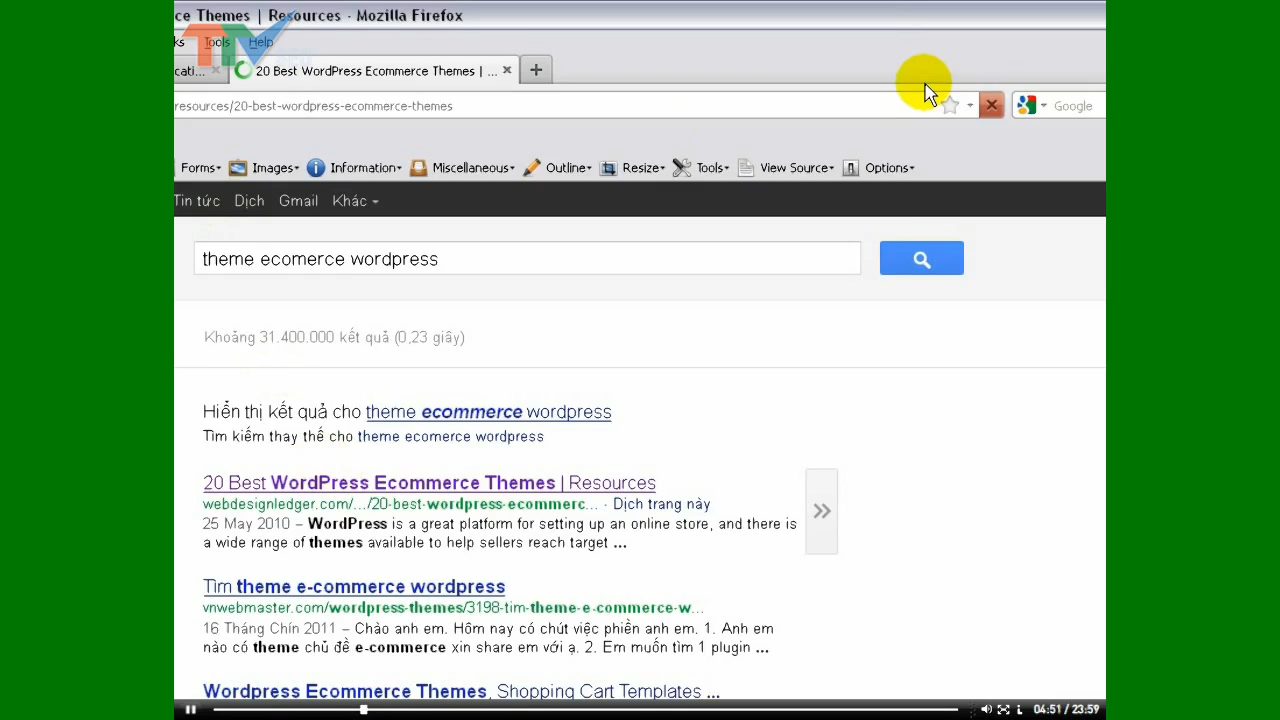 ce Themes | Resources - Mozilla Firefox
ks Tools Help
TTV
cati... 20 Best WordPress Ecommerce Themes | ...
resources/20-best-wordpress-ecommerce-themes Google
Forms Images Information Miscellaneous Outline Resize Tools View Source Options
Tin tức Dịch Gmail Khác
theme ecomerce wordpress
Khoảng 31.400.000 kết quả (0,23 giây)
Hiển thị kết quả cho theme ecommerce wordpress
Tìm kiếm thay thế cho theme ecomerce wordpress
20 Best WordPress Ecommerce Themes | Resources
webdesignledger.com/.../20-best-wordpress-ecommerc... - Dịch trang này
25 May 2010 – WordPress is a great platform for setting up an online store, and there is
a wide range of themes available to help sellers reach target ...
Tìm theme e-commerce wordpress
vnwebmaster.com/wordpress-themes/3198-tim-theme-e-commerce-w...
16 Tháng Chín 2011 – Chào anh em. Hôm nay có chút việc phiền anh em. 1. Anh em
nào có theme chủ đề e-commerce xin share em với ạ. 2. Em muốn tìm 1 plugin ...
Wordpress Ecommerce Themes, Shopping Cart Templates ...
04:51 / 23:59